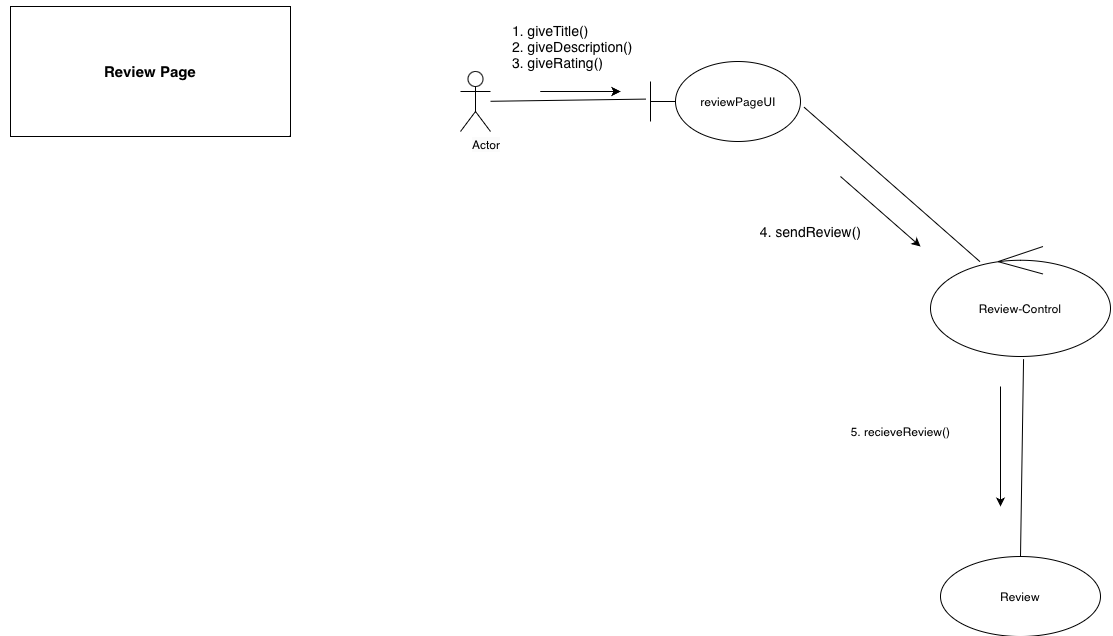 Review Page
1. giveTitle()
2. giveDescription()
3. giveRating()
reviewPageUI
Actor
4. sendReview()
Review-Control
5. recieveReview()
Review